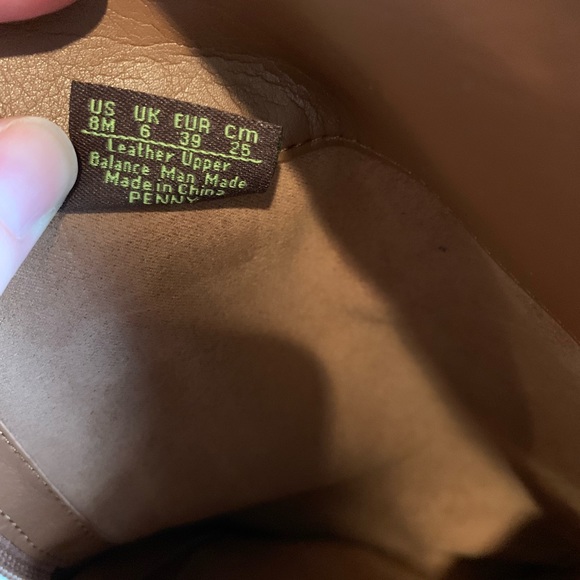 US UK EUR Cm
8M 6 39 25
Leather Upper
Balance Man Made
Made in China
PENNY